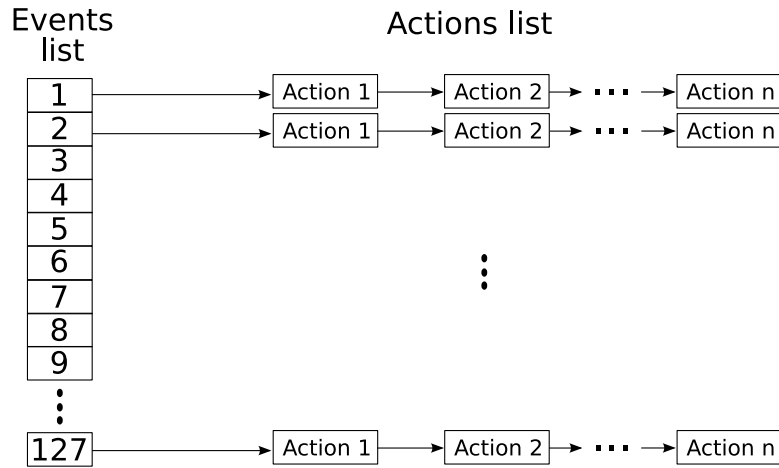 Events
list
Actions list
1
Action 1
Action 2
...
Action n
2
Action 1
Action 2
...
Action n
3
4
5
6
7
8
9
127
Action 1
Action 2
...
Action n